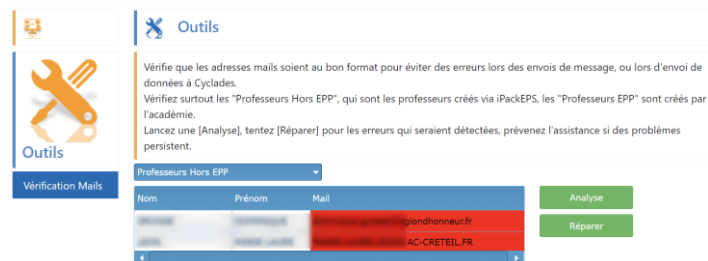 Outils
Vérifie que les adresses mails soient au bon format pour éviter des erreurs lors des envois de message, ou lors d'envoi de
données à Cyclades.
Vérifiez surtout les "Professeurs Hors EPP", qui sont les professeurs créés via iPackEPS, les "Professeurs EPP" sont créés par
l'académie.
Lancez une [Analyse], tentez [Réparer] pour les erreurs qui seraient détectées, prévenez l'assistance si des problèmes
persistent.
Outils
Vérification Mails
Professeurs Hors EPP
Nom Prénom Mail
giondhonneur.fr
AC-CRETEIL.FR
Analyse
Réparer